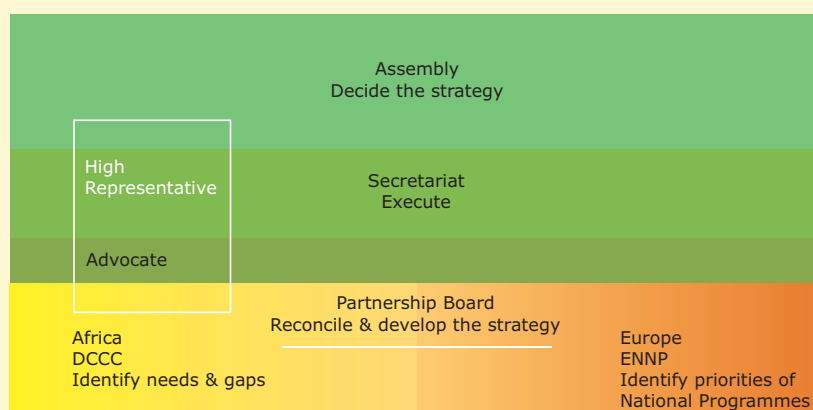 Assembly
Decide the strategy
High
Representative
Secretariat
Execute
Advocate
Partnership Board
Reconcile & develop the strategy
Africa
DCCC
Identify needs & gaps
Europe
ENNP
Identify priorities of
National Programmes